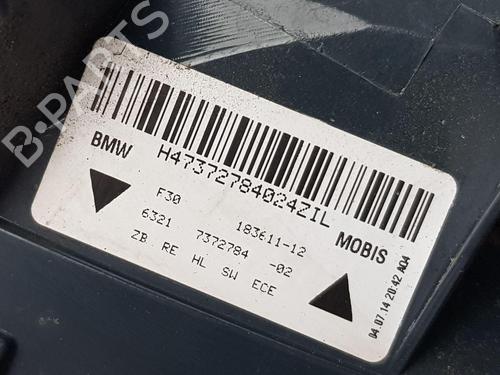 B-PARTS
BMW
H47372784024ZIL
MOBIS
F30
183611-12
6321 7372784 -02
ZB RE HL SW ECE
04.07.14 20:42 A04